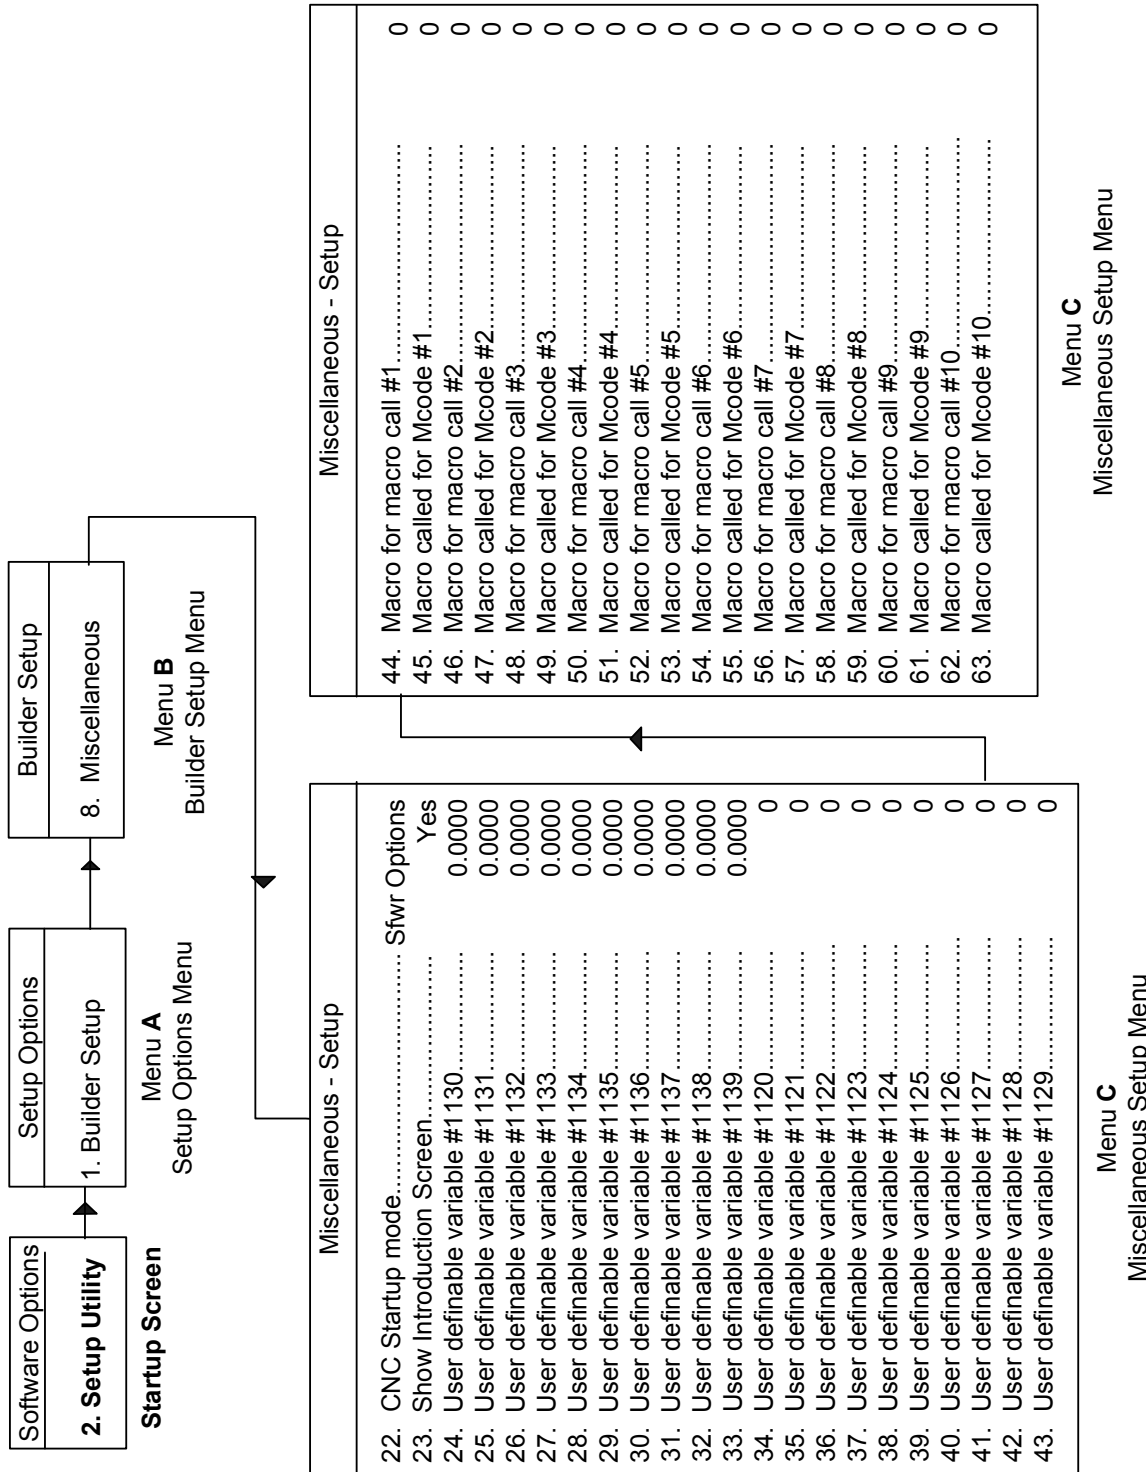 Software Options
2. Setup Utility
Startup Screen
Setup Options
1. Builder Setup
Menu A
Setup Options Menu
Builder Setup
8. Miscellaneous
Menu B
Builder Setup Menu
Miscellaneous - Setup
22. CNC Startup mode.................................... Sfwr Options
23. Show Introduction Screen......................... Yes
24. User definable variable #1130................... 0.0000
25. User definable variable #1131................... 0.0000
26. User definable variable #1132................... 0.0000
27. User definable variable #1133................... 0.0000
28. User definable variable #1134................... 0.0000
29. User definable variable #1135................... 0.0000
30. User definable variable #1136................... 0.0000
31. User definable variable #1137................... 0.0000
32. User definable variable #1138................... 0.0000
33. User definable variable #1139................... 0.0000
34. User definable variable #1120................... 0
35. User definable variable #1121................... 0
36. User definable variable #1122................... 0
37. User definable variable #1123................... 0
38. User definable variable #1124................... 0
39. User definable variable #1125................... 0
40. User definable variable #1126................... 0
41. User definable variable #1127................... 0
42. User definable variable #1128................... 0
43. User definable variable #1129................... 0
Menu C
Miscellaneous Setup Menu
Miscellaneous - Setup
44. Macro for macro call #1................................. 0
45. Macro called for Mcode #1........................... 0
46. Macro for macro call #2................................. 0
47. Macro called for Mcode #2........................... 0
48. Macro for macro call #3................................. 0
49. Macro called for Mcode #3........................... 0
50. Macro for macro call #4................................. 0
51. Macro called for Mcode #4........................... 0
52. Macro for macro call #5................................. 0
53. Macro called for Mcode #5........................... 0
54. Macro for macro call #6................................. 0
55. Macro called for Mcode #6........................... 0
56. Macro for macro call #7................................. 0
57. Macro called for Mcode #7........................... 0
58. Macro for macro call #8................................. 0
59. Macro called for Mcode #8........................... 0
60. Macro for macro call #9................................. 0
61. Macro called for Mcode #9........................... 0
62. Macro for macro call #10............................... 0
63. Macro called for Mcode #10......................... 0
Menu C
Miscellaneous Setup Menu